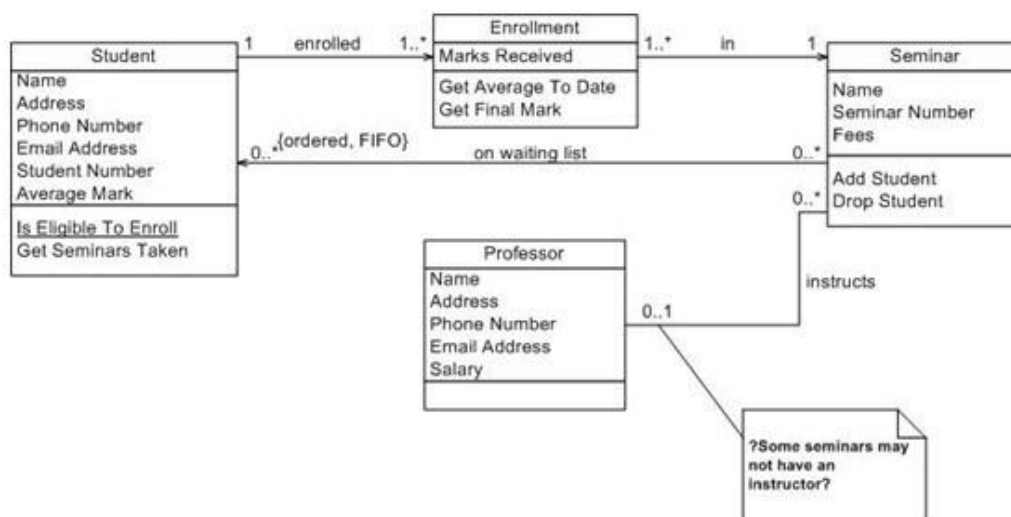 Student
Name
Address
Phone Number
Email Address
Student Number
Average Mark
Is Eligible To Enroll
Get Seminars Taken
1 enrolled 1..*
Enrollment
Marks Received
Get Average To Date
Get Final Mark
1..* in 1
Seminar
Name
Seminar Number
Fees
Add Student
Drop Student
{ordered, FIFO}
0..* on waiting list 0..*
0..*
instructs
0..1
Professor
Name
Address
Phone Number
Email Address
Salary
?Some seminars may
not have an
instructor?